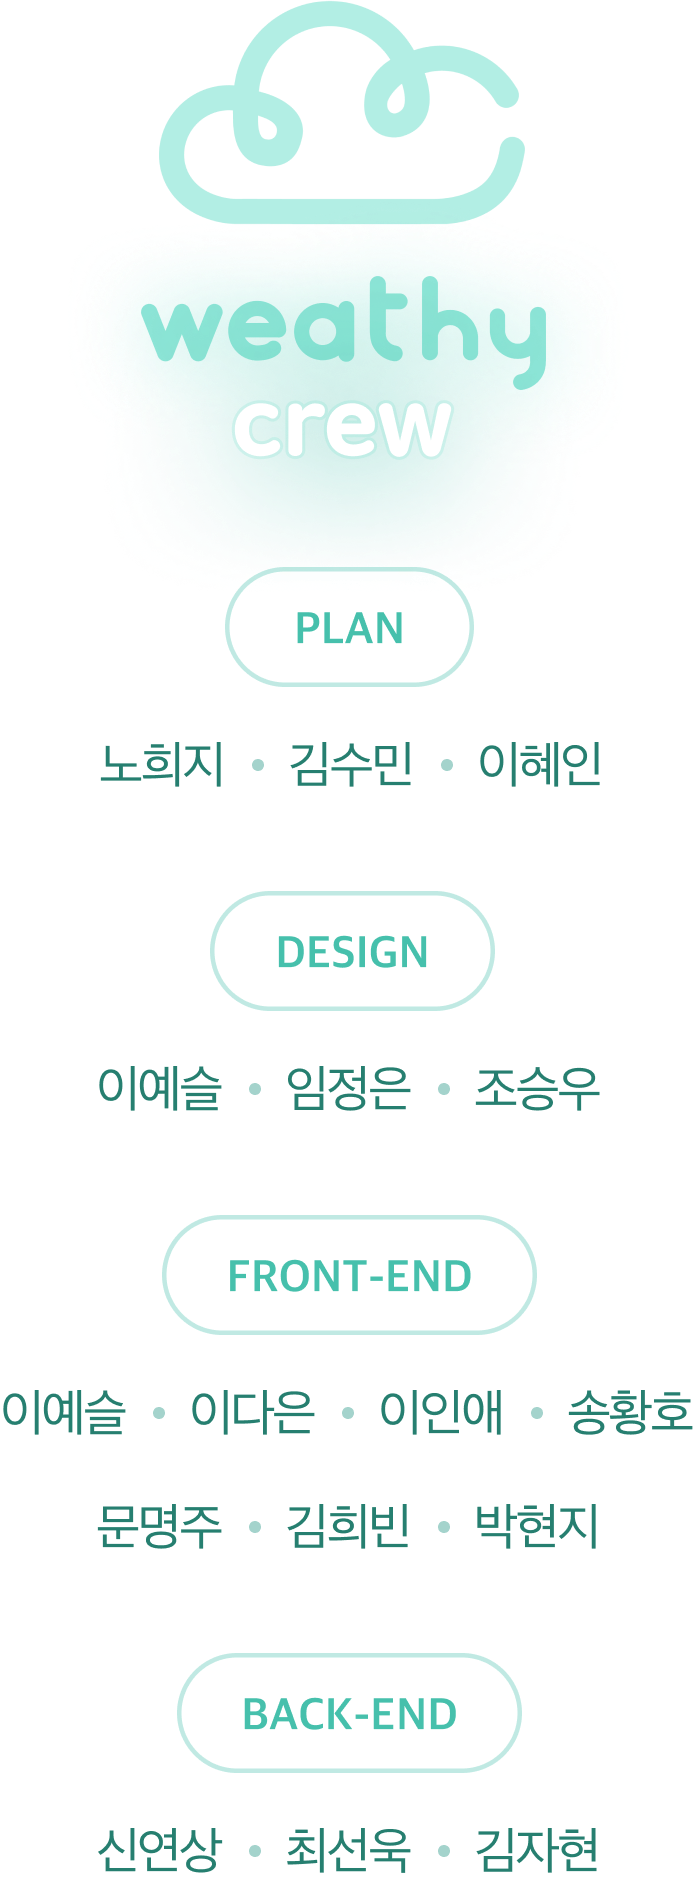 weathy
crew
PLAN
노희지 • 김수민 • 이혜인
DESIGN
이예슬 • 임정은 • 조승우
FRONT-END
이예슬 • 이다은 • 이인애 • 송황호
문명주 • 김희빈 • 박현지
BACK-END
신연상 • 최선욱 • 김자현